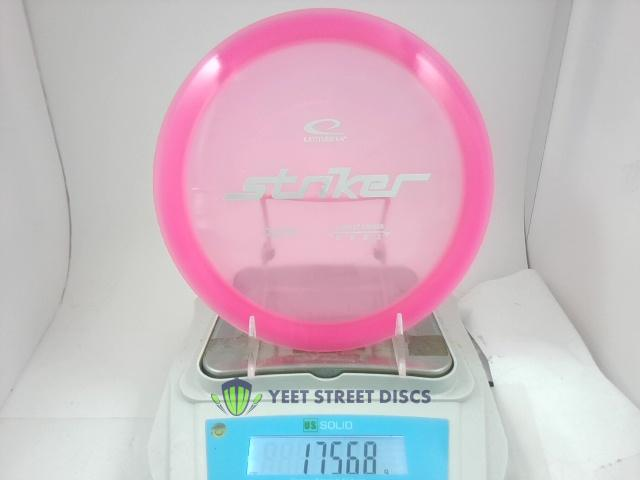 LATITUDE 64°
striker
YEET STREET DISCS
US SOLID
175.68 g